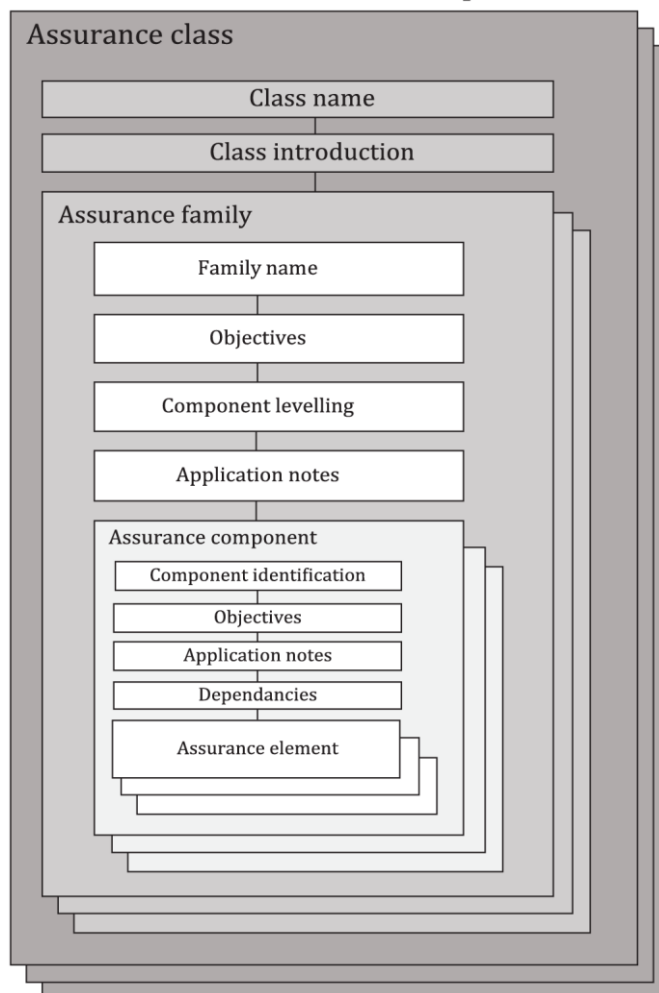 Assurance class
Class name
Class introduction
Assurance family
Family name
Objectives
Component levelling
Application notes
Assurance component
Component identification
Objectives
Application notes
Dependancies
Assurance element